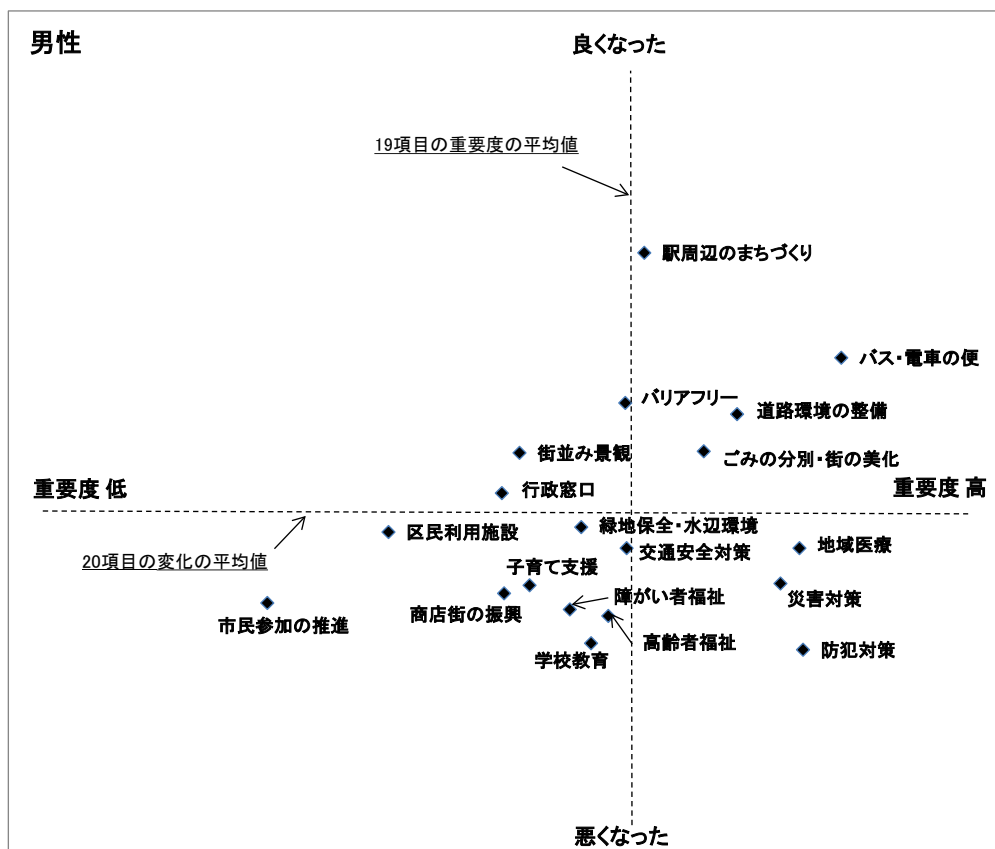 男性
良くなった
19項目の重要度の平均値
駅周辺のまちづくり
バス・電車の便
バリアフリー
道路環境の整備
街並み景観
ごみの分別・街の美化
行政窓口
重要度 低
重要度 高
区民利用施設
緑地保全・水辺環境
交通安全対策
地域医療
20項目の変化の平均値
子育て支援
障がい者福祉
災害対策
商店街の振興
市民参加の推進
高齢者福祉
防犯対策
学校教育
悪くなった